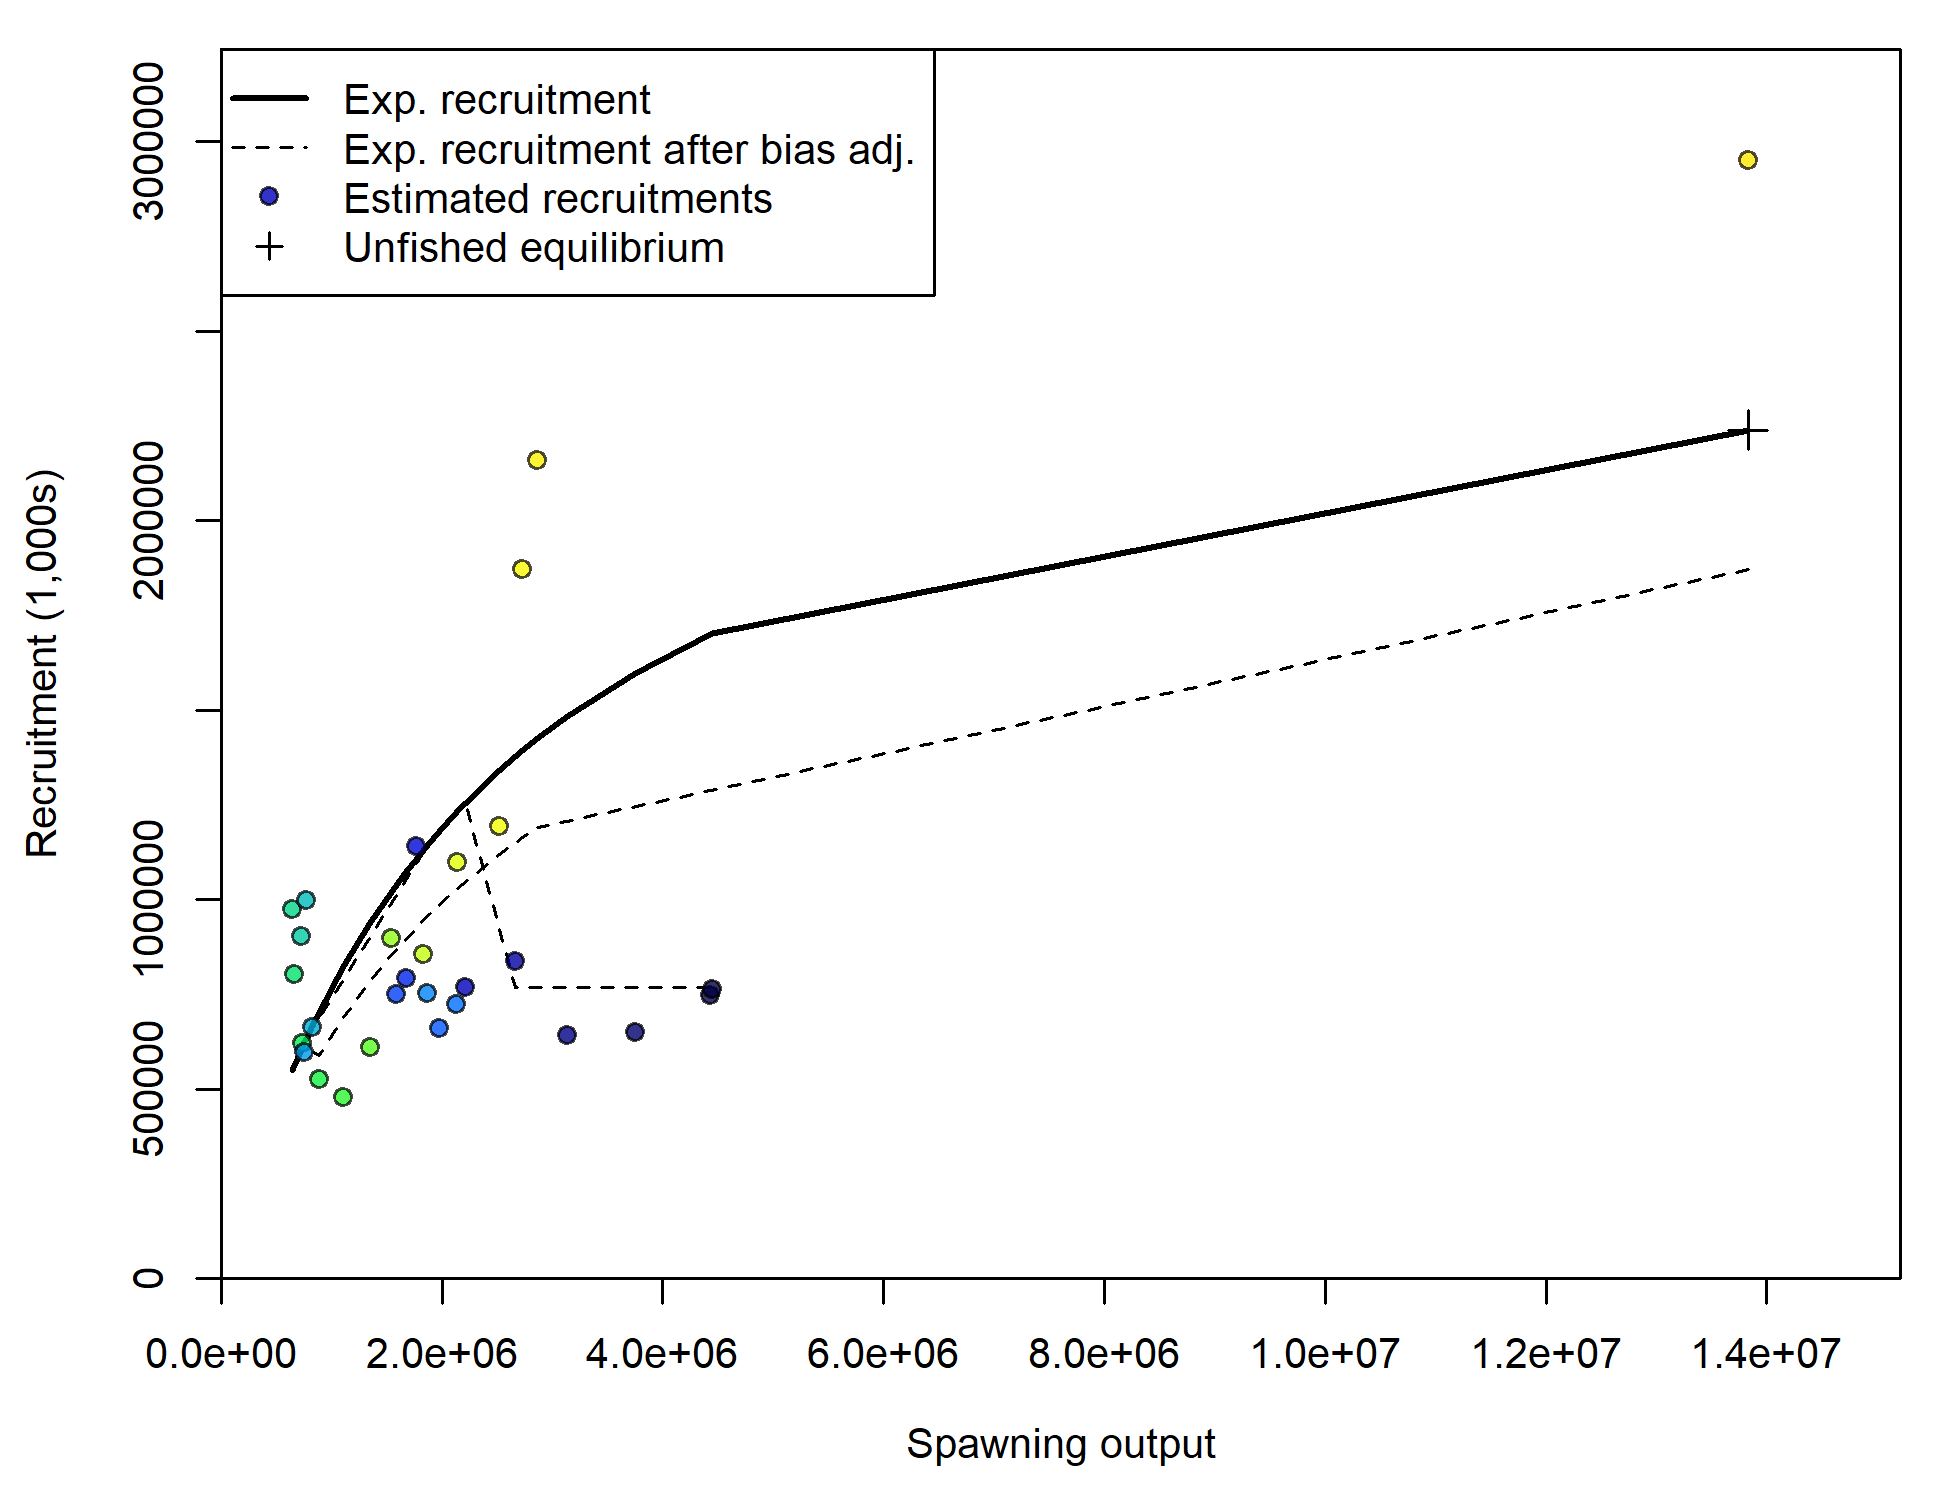 Exp. recruitment
Exp. recruitment after bias adj.
Estimated recruitments
Unfished equilibrium
Recruitment (1,000s)
3000000
2000000
1000000
500000
0
0.0e+00 2.0e+06 4.0e+06 6.0e+06 8.0e+06 1.0e+07 1.2e+07 1.4e+07
Spawning output